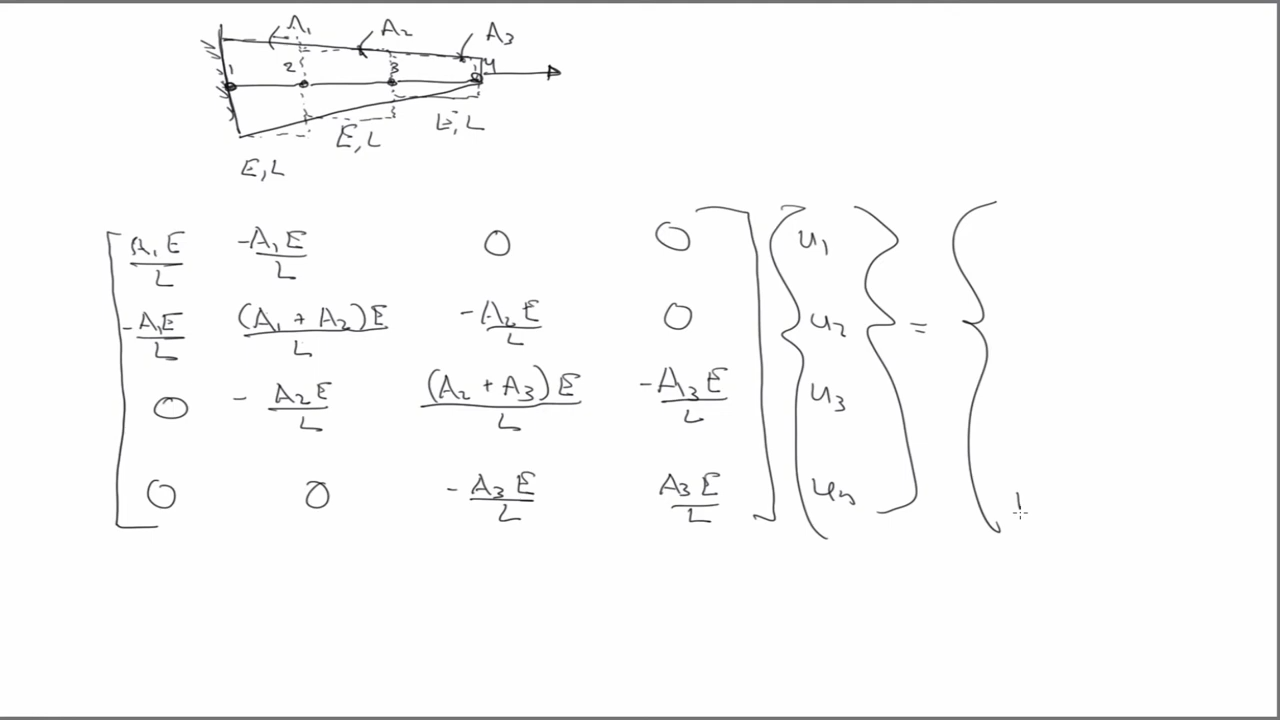 A₁ A₂ A₃
1 2 3 4
E,L E,L E,L
A₁E/L -A₁E/L 0 0 u₁
-A₁E/L (A₁ + A₂)E/L -A₂E/L 0 u₂ =
0 -A₂E/L (A₂ + A₃)E/L -A₃E/L u₃
0 0 -A₃E/L A₃E/L